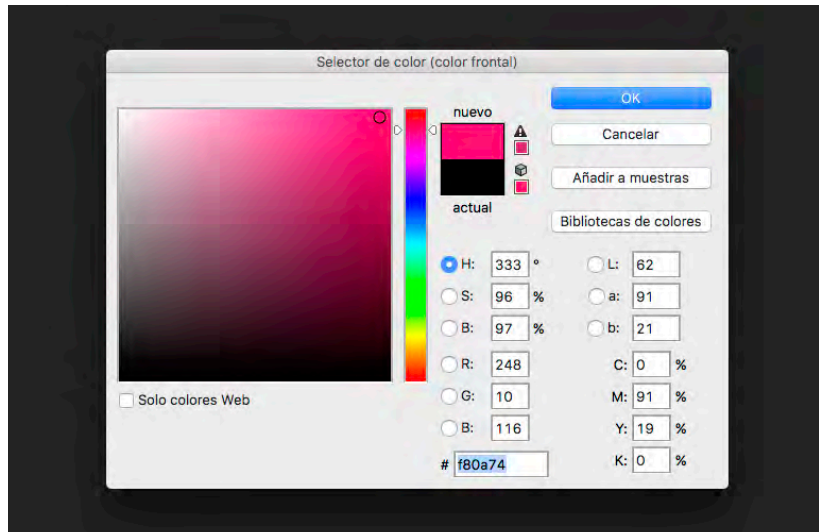 Selector de color (color frontal)
nuevo
actual
OK
Cancelar
Añadir a muestras
Bibliotecas de colores
H: 333 °
S: 96 %
B: 97 %
R: 248
G: 10
B: 116
# f80a74
L: 62
a: 91
b: 21
C: 0 %
M: 91 %
Y: 19 %
K: 0 %
Solo colores Web